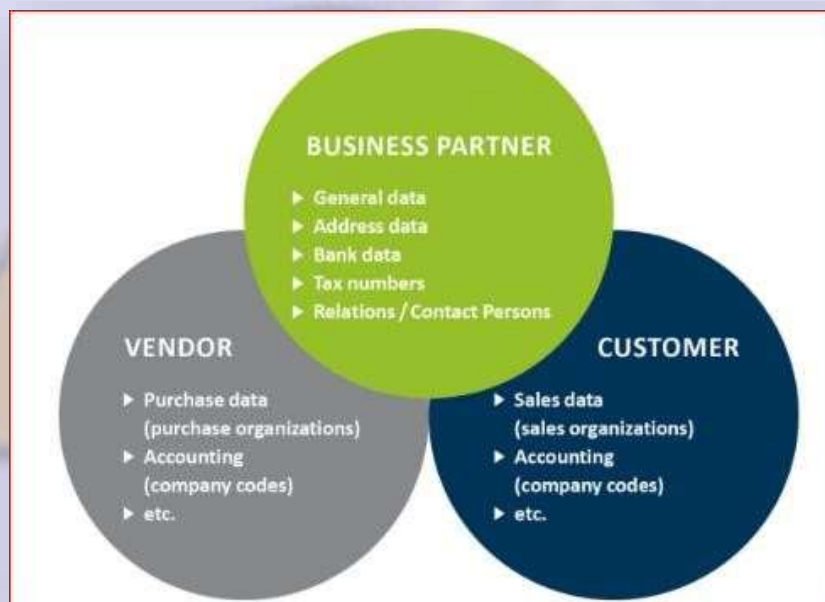 BUSINESS PARTNER
▶ General data
▶ Address data
▶ Bank data
▶ Tax numbers
▶ Relations / Contact Persons
VENDOR
▶ Purchase data
(purchase organizations)
▶ Accounting
(company codes)
▶ etc.
CUSTOMER
▶ Sales data
(sales organizations)
▶ Accounting
(company codes)
▶ etc.